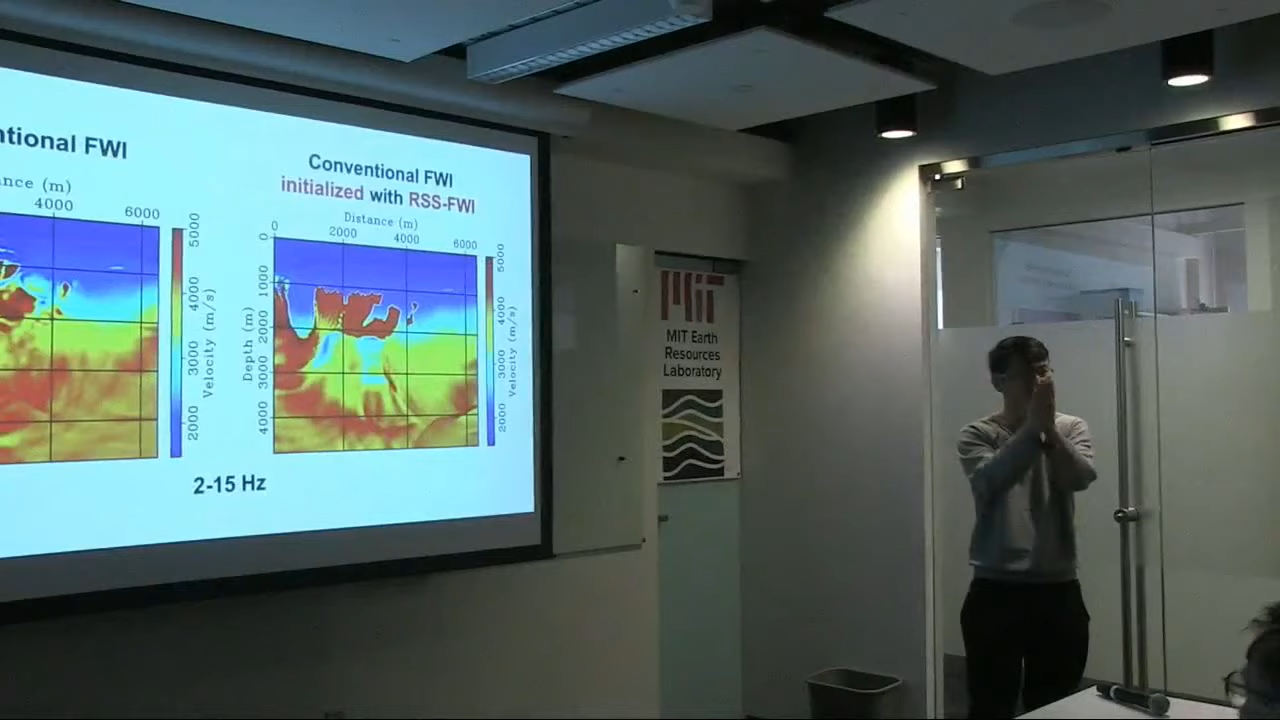 ntional FWI
nce (m)
4000
6000
5000
4000
3000
2000
Velocity (m/s)
Conventional FWI
initialized with RSS-FWI
Distance (m)
0
2000
4000
6000
0
1000
2000
3000
4000
Depth (m)
5000
4000
3000
2000
Velocity (m/s)
2-15 Hz
MIT
MIT Earth
Resources
Laboratory